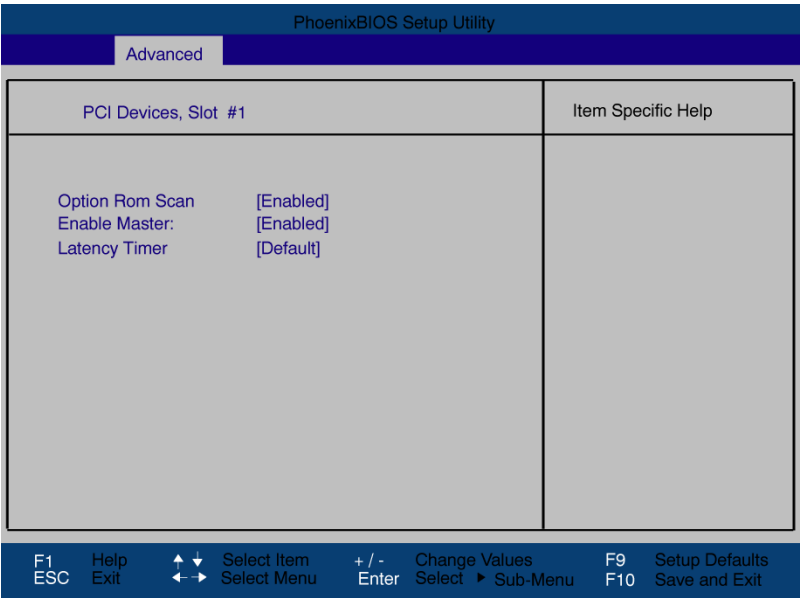 PhoenixBIOS Setup Utility
Advanced
PCI Devices, Slot #1
Item Specific Help
Option Rom Scan [Enabled]
Enable Master: [Enabled]
Latency Timer [Default]
F1 Help Select Item + / - Change Values F9 Setup Defaults
ESC Exit Select Menu Enter Select Sub-Menu F10 Save and Exit